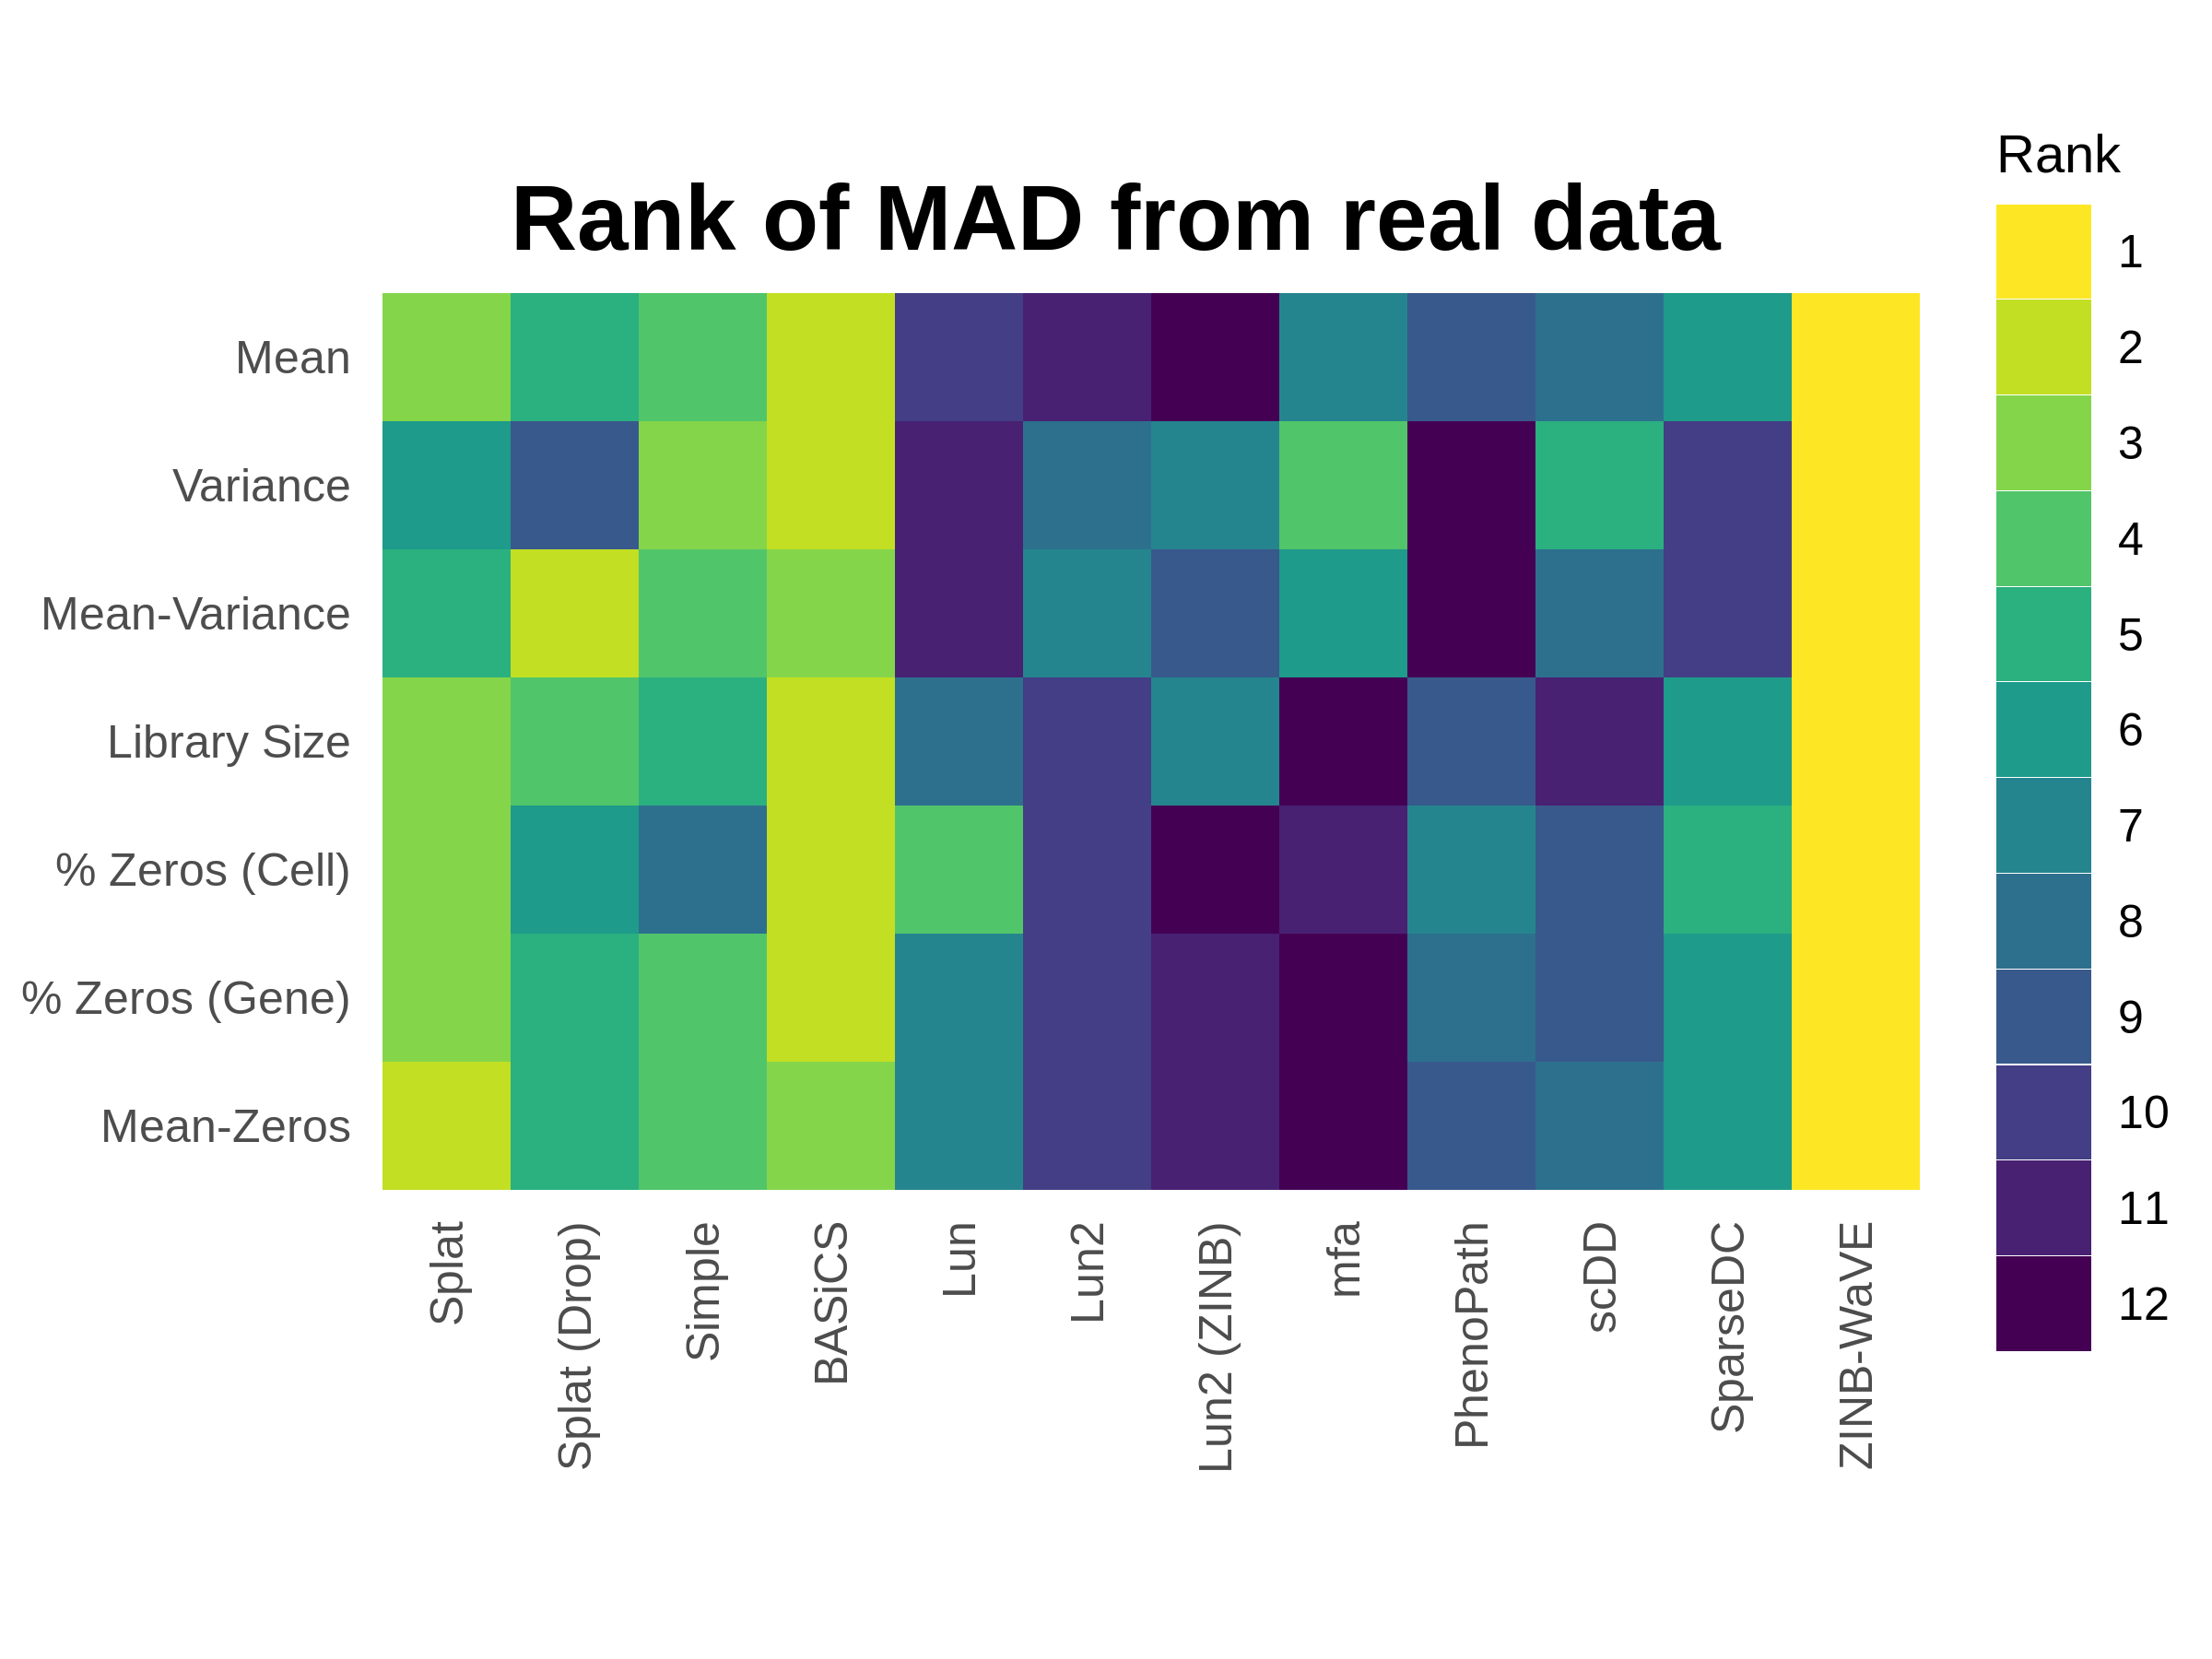 Rank of MAD from real data
Rank
1
2
3
4
5
6
7
8
9
10
11
12
Mean
Variance
Mean-Variance
Library Size
% Zeros (Cell)
% Zeros (Gene)
Mean-Zeros
Splat
Splat (Drop)
Simple
BASiCS
Lun
Lun2
Lun2 (ZINB)
mfa
PhenoPath
scDD
SparseDC
ZINB-WaVE